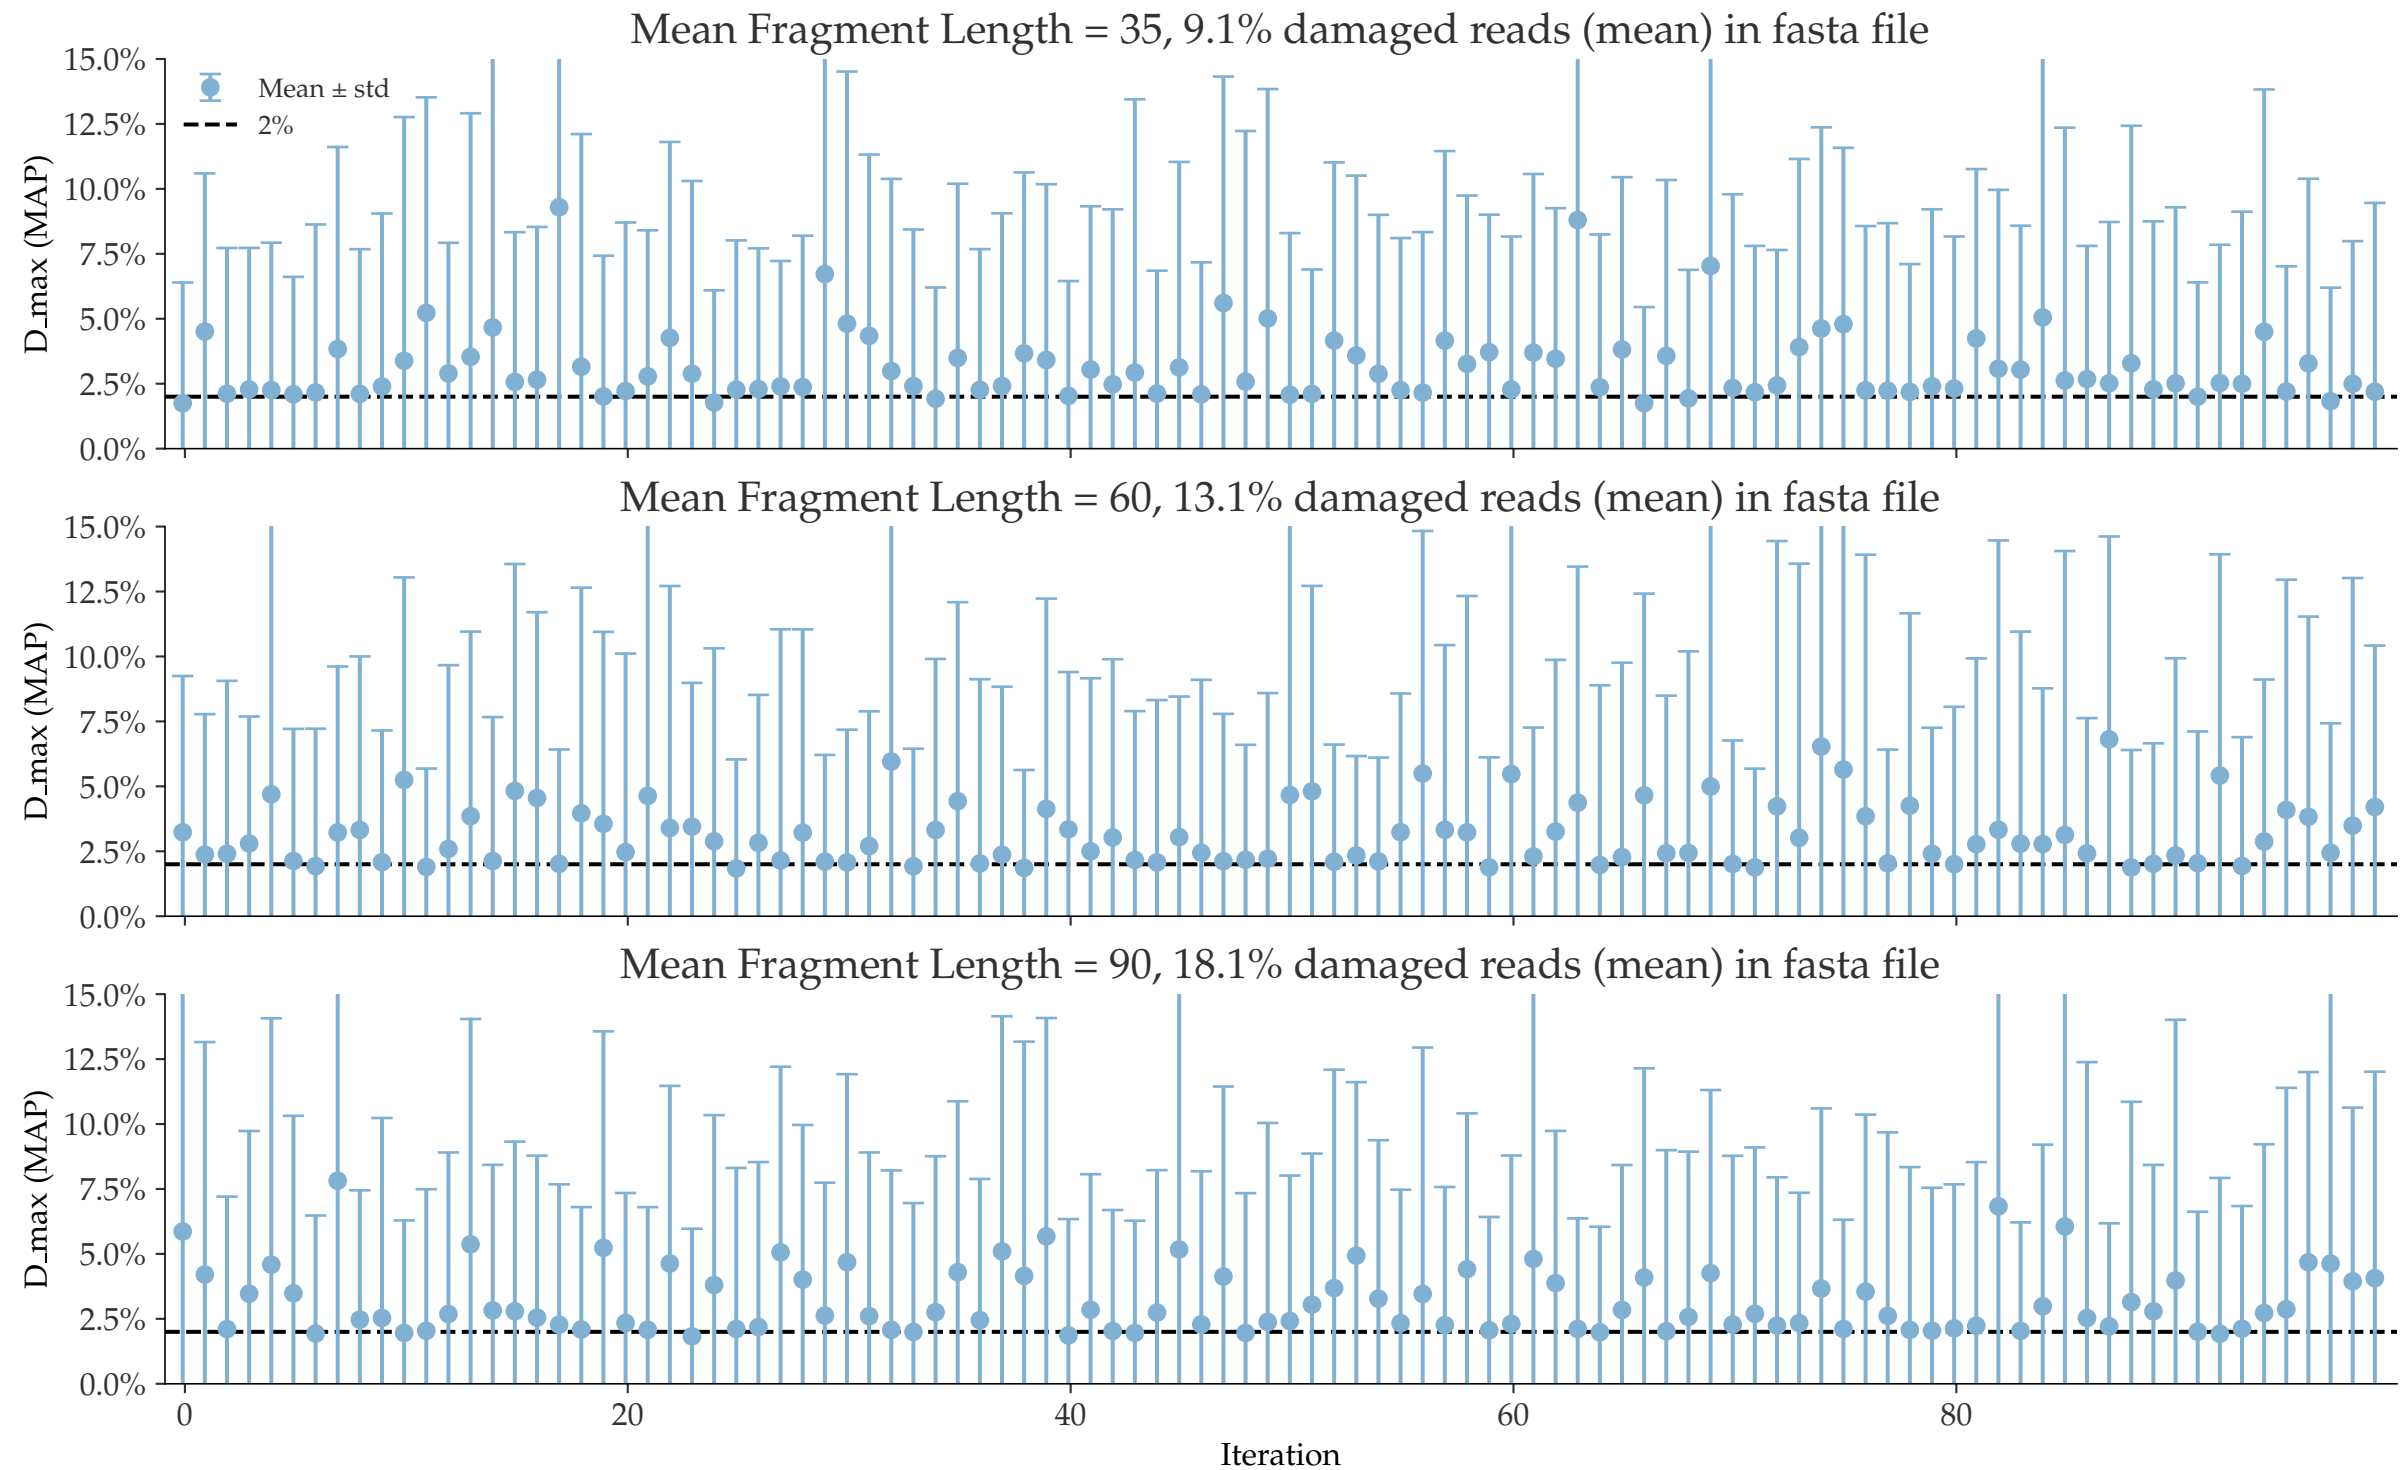 Mean Fragment Length = 35, 9.1% damaged reads (mean) in fasta file
15.0%
12.5%
10.0%
7.5%
5.0%
2.5%
0.0%
D_max (MAP)
Mean ± std
2%
Mean Fragment Length = 60, 13.1% damaged reads (mean) in fasta file
15.0%
12.5%
10.0%
7.5%
5.0%
2.5%
0.0%
D_max (MAP)
Mean Fragment Length = 90, 18.1% damaged reads (mean) in fasta file
15.0%
12.5%
10.0%
7.5%
5.0%
2.5%
0.0%
D_max (MAP)
0 20 40 60 80
Iteration